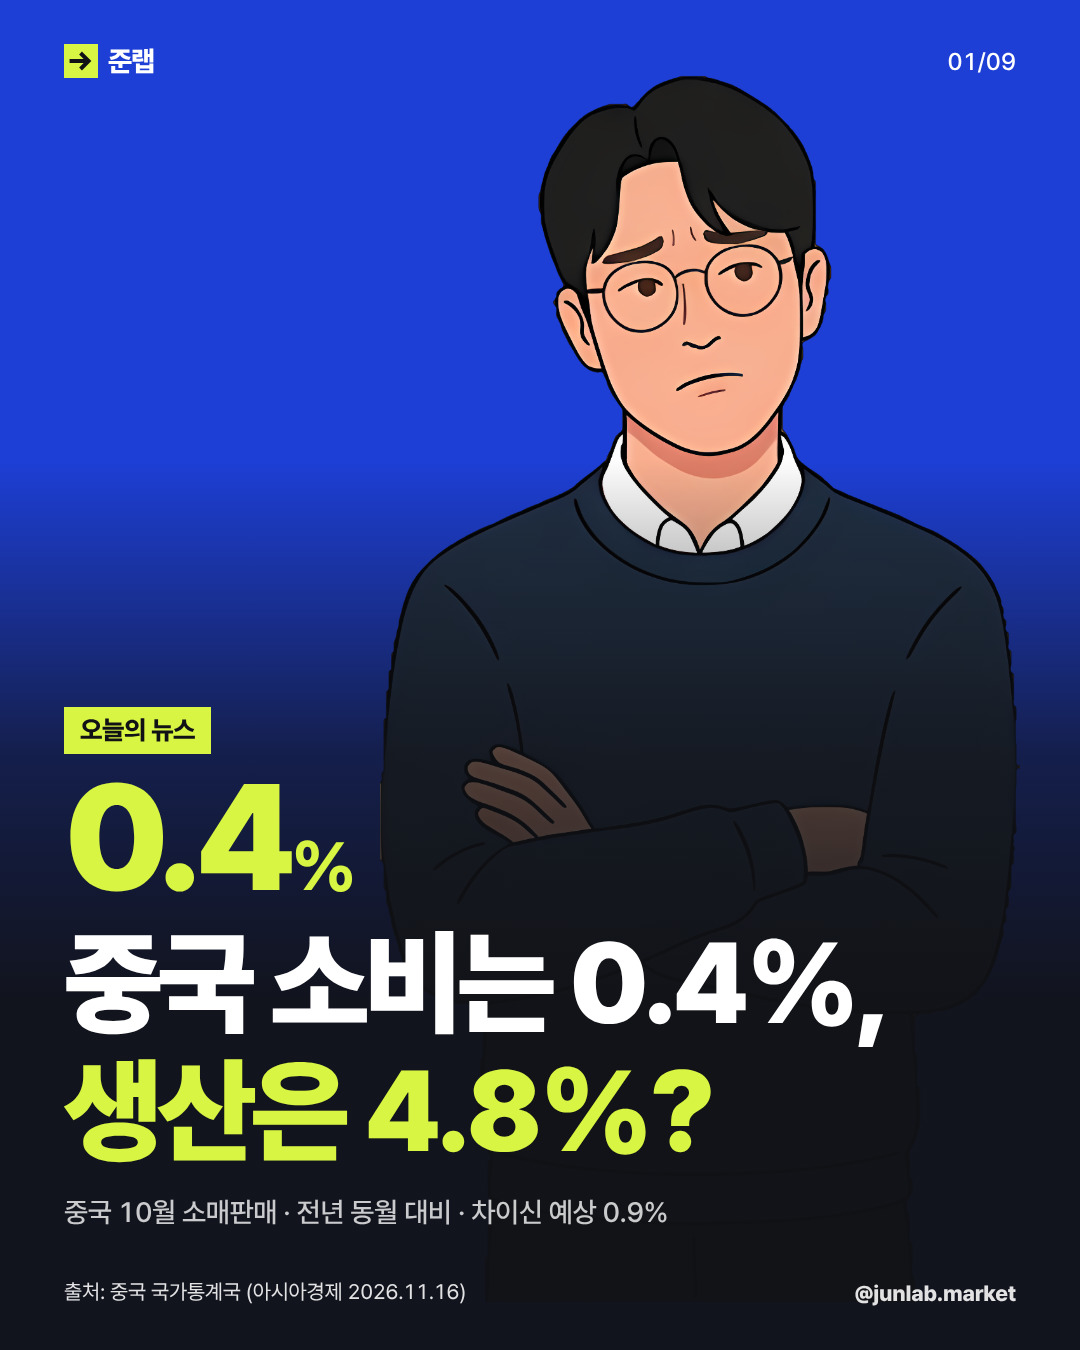 준랩
01/09
오늘의 뉴스
0.4%
중국 소비는 0.4%,
생산은 4.8%?
중국 10월 소매판매 · 전년 동월 대비 · 차이신 예상 0.9%
출처: 중국 국가통계국 (아시아경제 2026.11.16)
@junlab.market